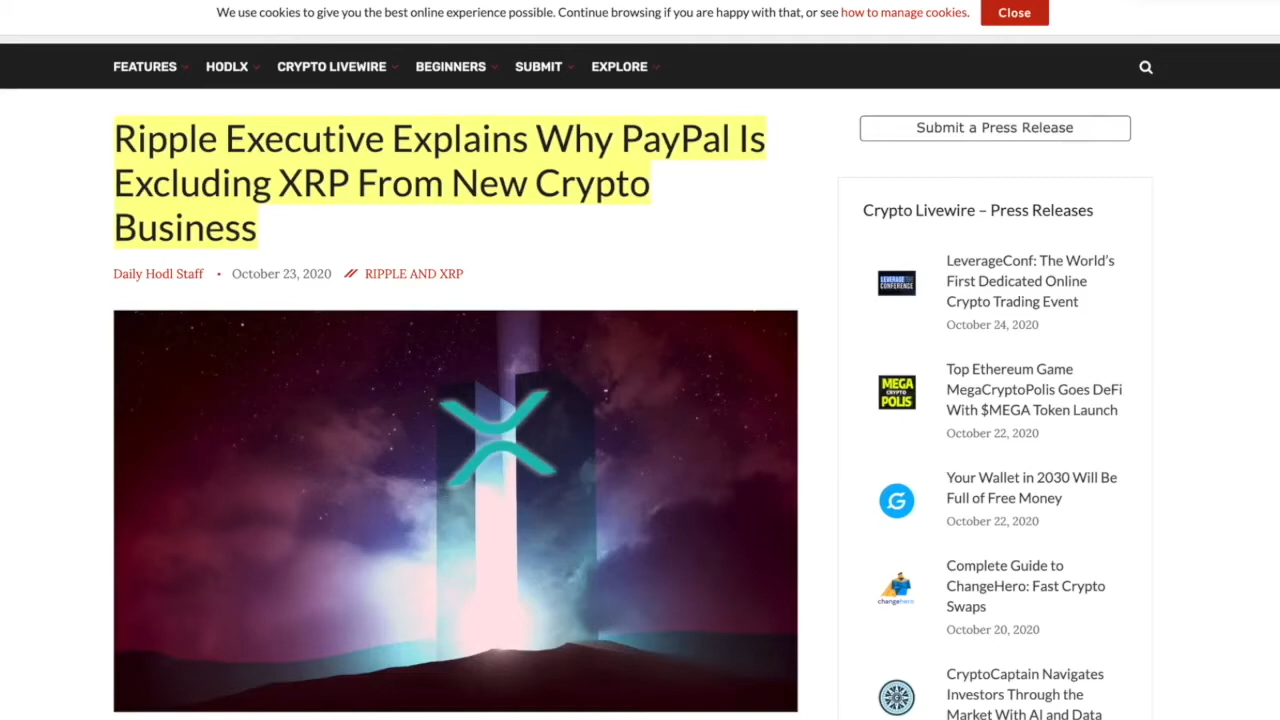 We use cookies to give you the best online experience possible. Continue browsing if you are happy with that, or see how to manage cookies.
Close
FEATURES
HODLX
CRYPTO LIVEWIRE
BEGINNERS
SUBMIT
EXPLORE
Ripple Executive Explains Why PayPal Is
Excluding XRP From New Crypto
Business
Daily Hodl Staff • October 23, 2020 // RIPPLE AND XRP
Submit a Press Release
Crypto Livewire – Press Releases
LEVERAGE
CONFERENCE
LeverageConf: The World's
First Dedicated Online
Crypto Trading Event
October 24, 2020
MEGA
CRYPTO
POLIS
Top Ethereum Game
MegaCryptoPolis Goes DeFi
With $MEGA Token Launch
October 22, 2020
Your Wallet in 2030 Will Be
Full of Free Money
October 22, 2020
changehero
Complete Guide to
ChangeHero: Fast Crypto
Swaps
October 20, 2020
CryptoCaptain Navigates
Investors Through the
Market With AI and Data